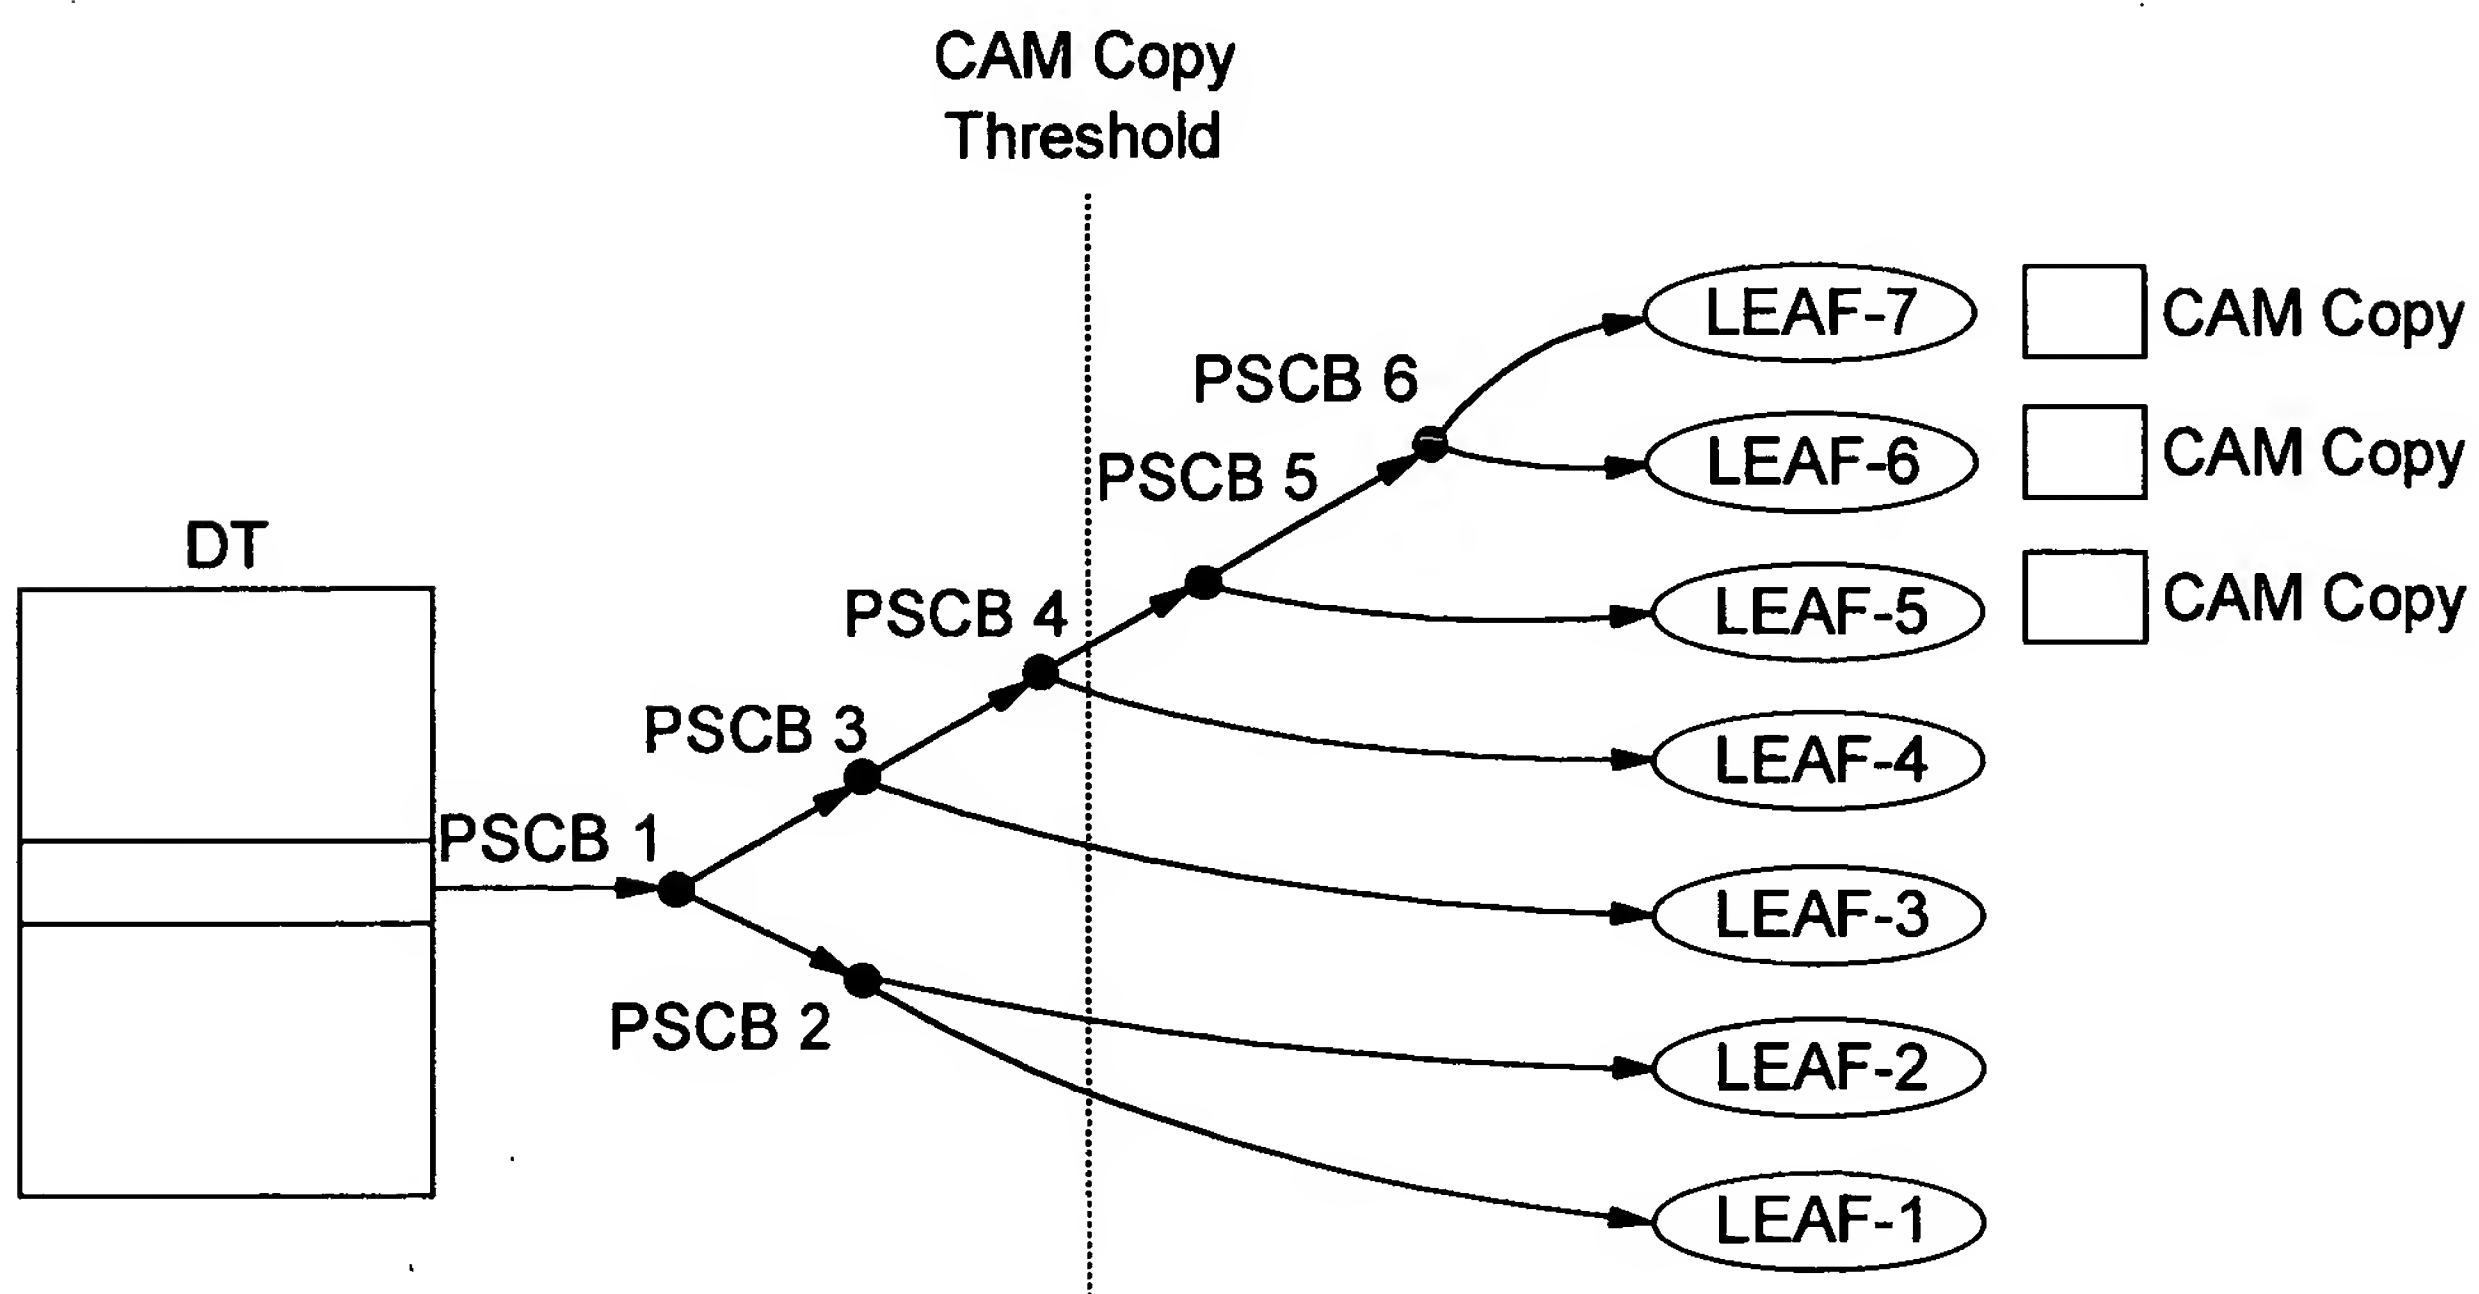 CAM Copy
Threshold
LEAF-7
CAM Copy
PSCB 6
LEAF-6
CAM Copy
PSCB 5
DT
LEAF-5
CAM Copy
PSCB 4
PSCB 3
LEAF-4
PSCB 1
LEAF-3
PSCB 2
LEAF-2
LEAF-1